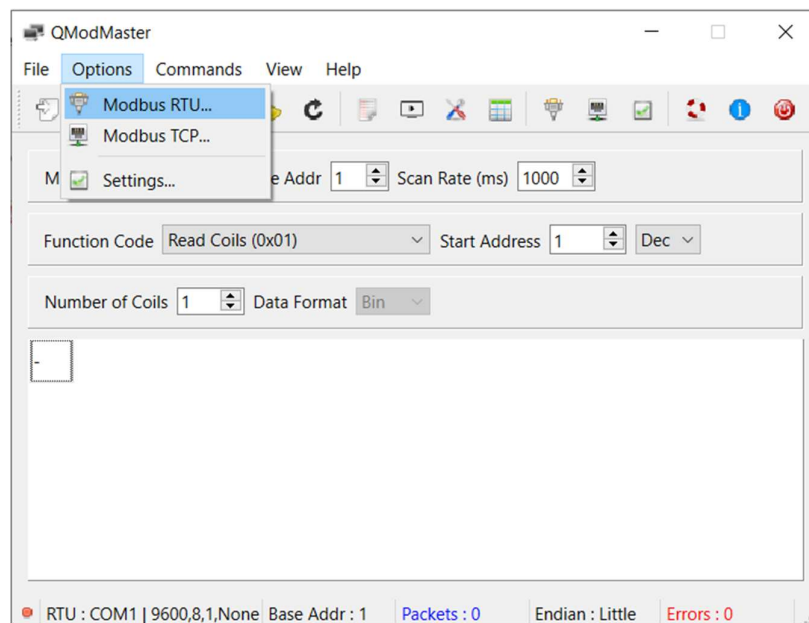 QModMaster
File Options Commands View Help
Modbus RTU...
Modbus TCP...
Settings...
M e Addr 1 Scan Rate (ms) 1000
Function Code Read Coils (0x01) Start Address 1 Dec
Number of Coils 1 Data Format Bin
-
RTU : COM1 | 9600,8,1,None Base Addr : 1 Packets : 0 Endian : Little Errors : 0